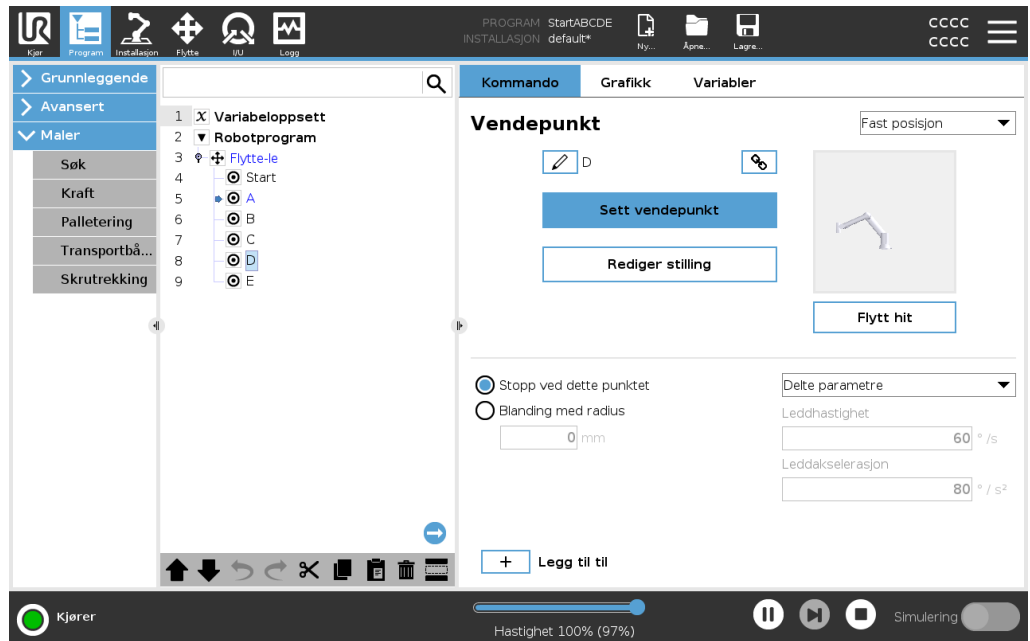 UR
Kjør
Program
Installasjon
Flytte
I/U
Logg
PROGRAM StartABCDE
INSTALLASJON default*
Ny...
Åpne...
Lagre...
CCCC
CCCC
Grunnleggende
Avansert
Maler
Søk
Kraft
Palletering
Transportbå...
Skrutrekking
1 X Variabeloppsett
2 Robotprogram
3 Flytte-le
4 Start
5 A
6 B
7 C
8 D
9 E
Kommando Grafikk Variabler
Vendepunkt
Fast posisjon
D
Sett vendepunkt
Rediger stilling
Flytt hit
Stopp ved dette punktet
Delte parametre
Blanding med radius
Leddhastighet
0 mm
60 ° /s
Leddakselerasjon
80 ° / s²
+ Legg til til
Kjører
Hastighet 100% (97%)
Simulering